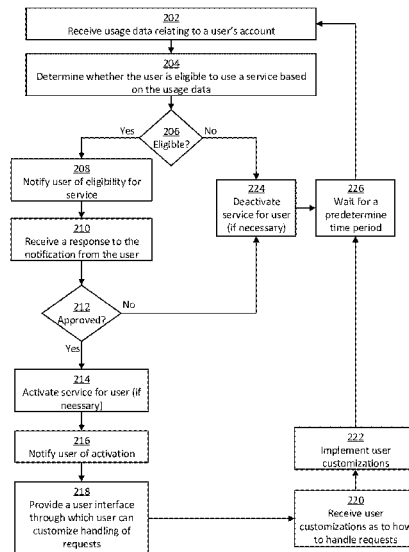 202
Receive usage data relating to a user's account
204
Determine whether the user is eligible to use a service based
on the usage data
Yes
206
Eligible?
No
208
Notify user of eligibility for
service
224
Deactivate
service for user
(if necessary)
226
Wait for a
predetermine
time period
210
Receive a response to the
notification from the user
212
Approved?
No
Yes
214
Activate service for user (if
necessary)
216
Notify user of activation
222
Implement user
customizations
218
Provide a user interface
through which user can
customize handling of
requests
220
Receive user
customizations as to how
to handle requests